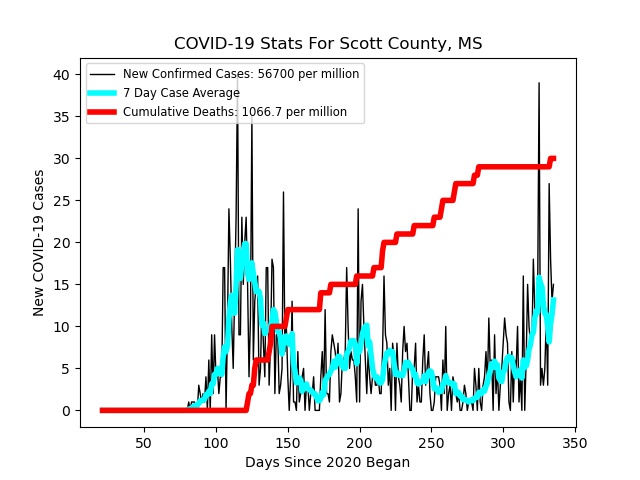 COVID-19 Stats For Scott County, MS
New Confirmed Cases: 56700 per million
7 Day Case Average
Cumulative Deaths: 1066.7 per million
New COVID-19 Cases
40
35
30
25
20
15
10
5
0
50
100
150
200
250
300
350
Days Since 2020 Began